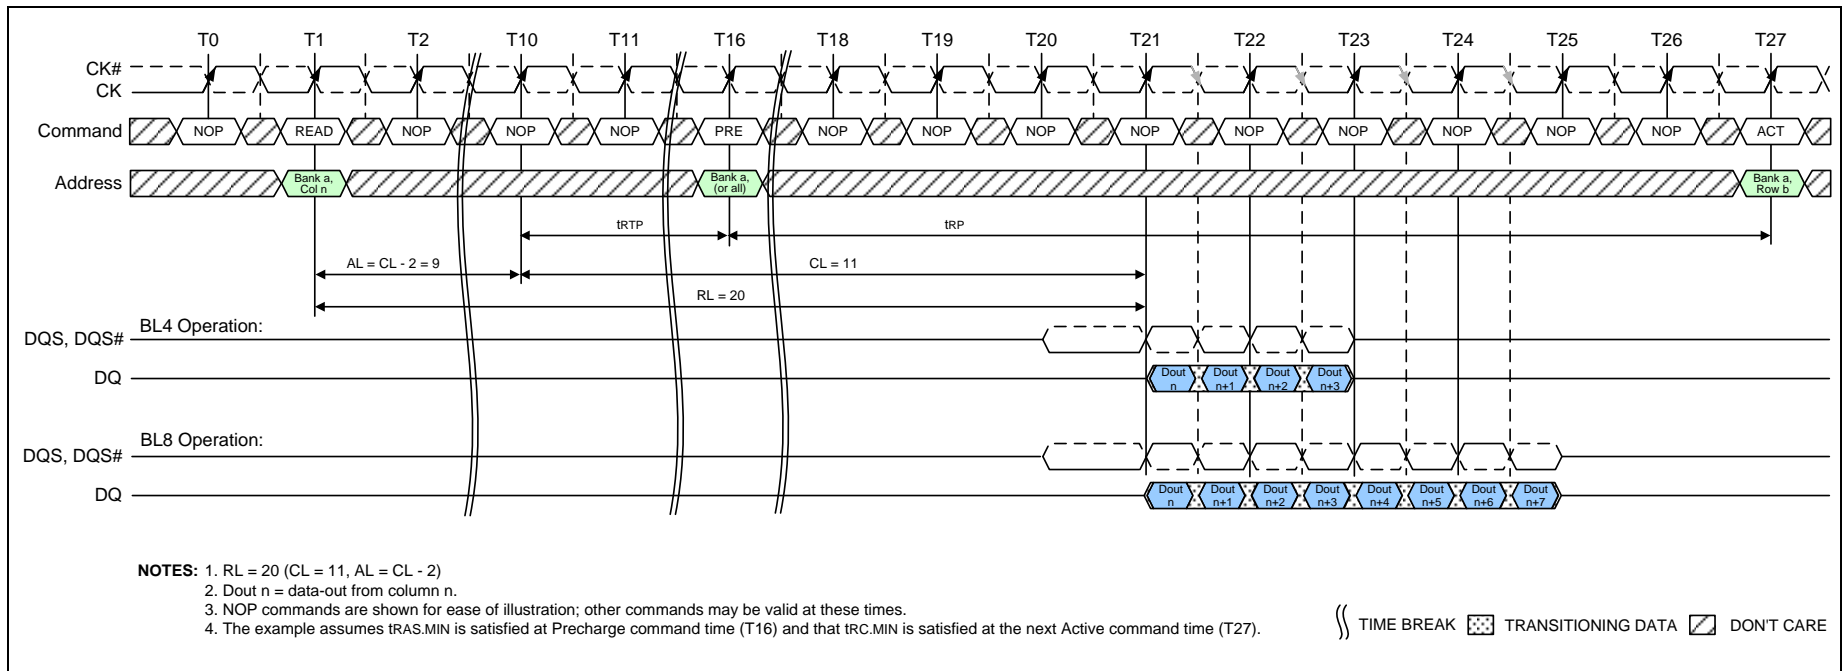 T0 T1 T2 T10 T11 T16 T18 T19 T20 T21 T22 T23 T24 T25 T26 T27
CK#
CK
Command NOP READ NOP NOP NOP PRE NOP NOP NOP NOP NOP NOP NOP NOP NOP ACT
Address
Bank a,
Col n
Bank a,
(or all)
Bank a,
Row b
tRTP tRP
AL = CL - 2 = 9 CL = 11
RL = 20
BL4 Operation:
DQS, DQS#
DQ
Dout
n
Dout
n+1
Dout
n+2
Dout
n+3
BL8 Operation:
DQS, DQS#
DQ
Dout
n
Dout
n+1
Dout
n+2
Dout
n+3
Dout
n+4
Dout
n+5
Dout
n+6
Dout
n+7
NOTES: 1. RL = 20 (CL = 11, AL = CL - 2)
2. Dout n = data-out from column n.
3. NOP commands are shown for ease of illustration; other commands may be valid at these times.
4. The example assumes tRAS.MIN is satisfied at Precharge command time (T16) and that tRC.MIN is satisfied at the next Active command time (T27).
TIME BREAK TRANSITIONING DATA DON'T CARE